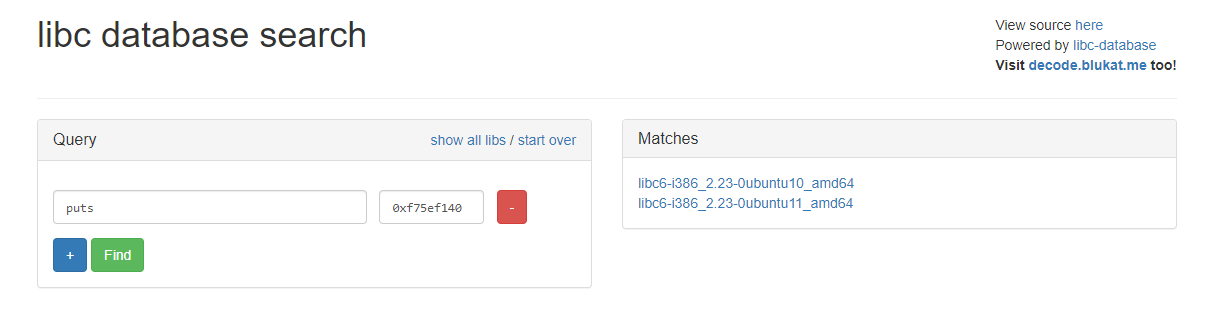 libc database search
View source here
Powered by libc-database
Visit decode.blukat.me too!
Query
show all libs / start over
puts
0xf75ef140
-
+
Find
Matches
libc6-i386_2.23-0ubuntu10_amd64
libc6-i386_2.23-0ubuntu11_amd64